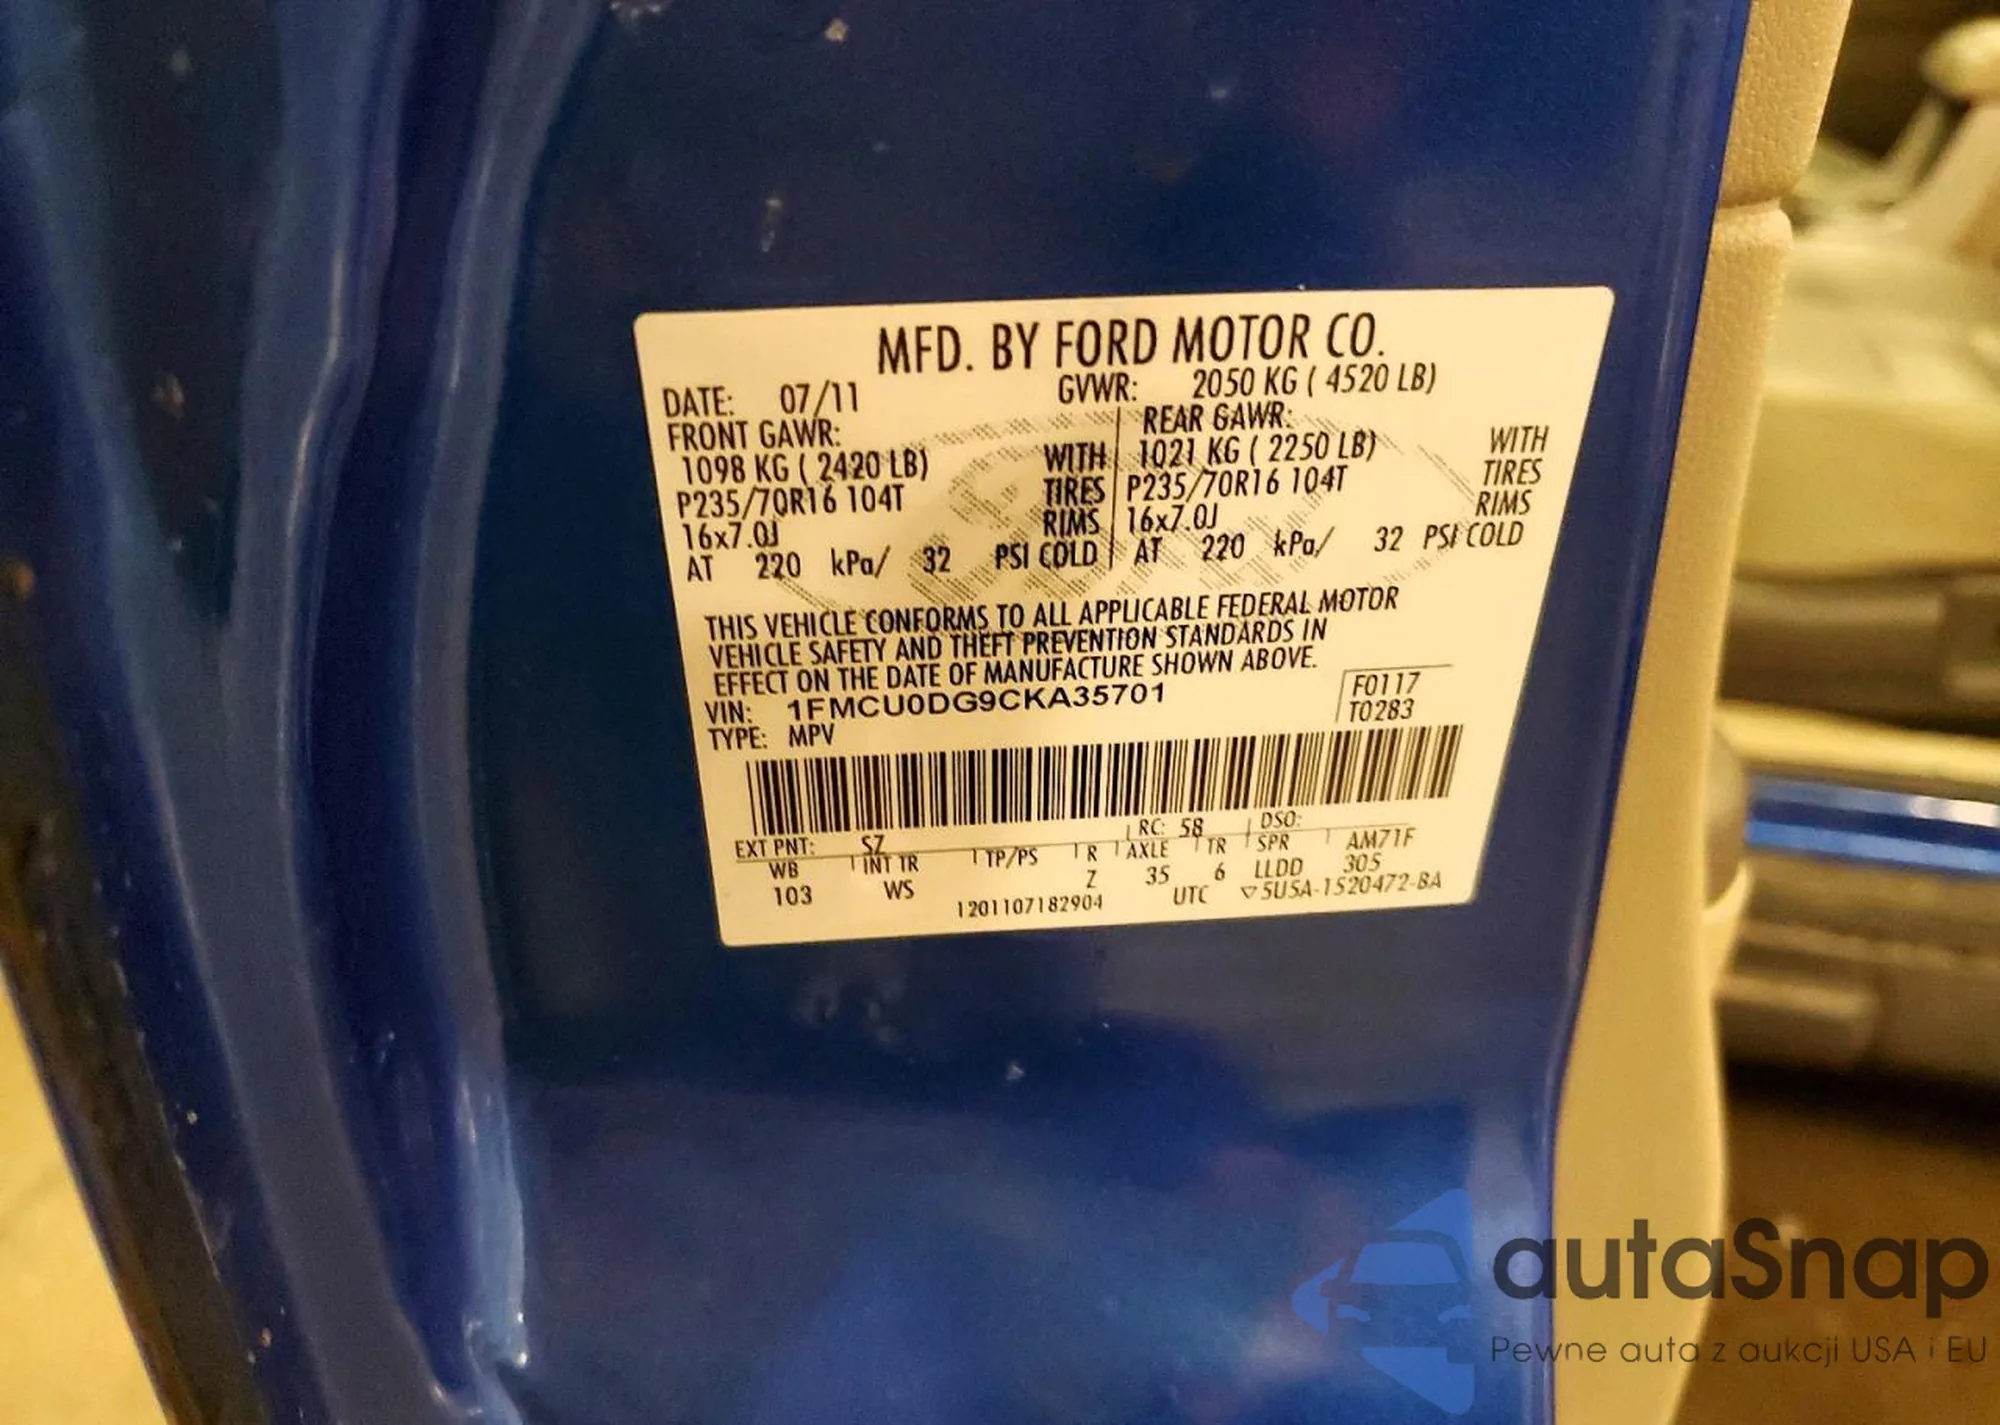 MFD. BY FORD MOTOR CO.
DATE: 07/11 GVWR: 2050 KG ( 4520 LB)
FRONT GAWR: REAR GAWR:
1098 KG ( 2420 LB) WITH 1021 KG ( 2250 LB) WITH
P235/70R16 104T TIRES P235/70R16 104T TIRES
16x7.0J RIMS 16x7.0J RIMS
AT 220 kPa/ 32 PSI COLD AT 220 kPa/ 32 PSI COLD
THIS VEHICLE CONFORMS TO ALL APPLICABLE FEDERAL MOTOR
VEHICLE SAFETY AND THEFT PREVENTION STANDARDS IN
EFFECT ON THE DATE OF MANUFACTURE SHOWN ABOVE.
VIN: 1FMCU0DG9CKA35701 F0117
TYPE: MPV T0283
EXT PNT: SZ RC: 58 DSO:
WB INT TR TP/PS R AXLE TR SPR AM71F
103 WS Z 35 6 LLDD 305
1201107182904 UTC ▽5U5A-1520472-BA
autaSnap
Pewne auta z aukcji USA i EU